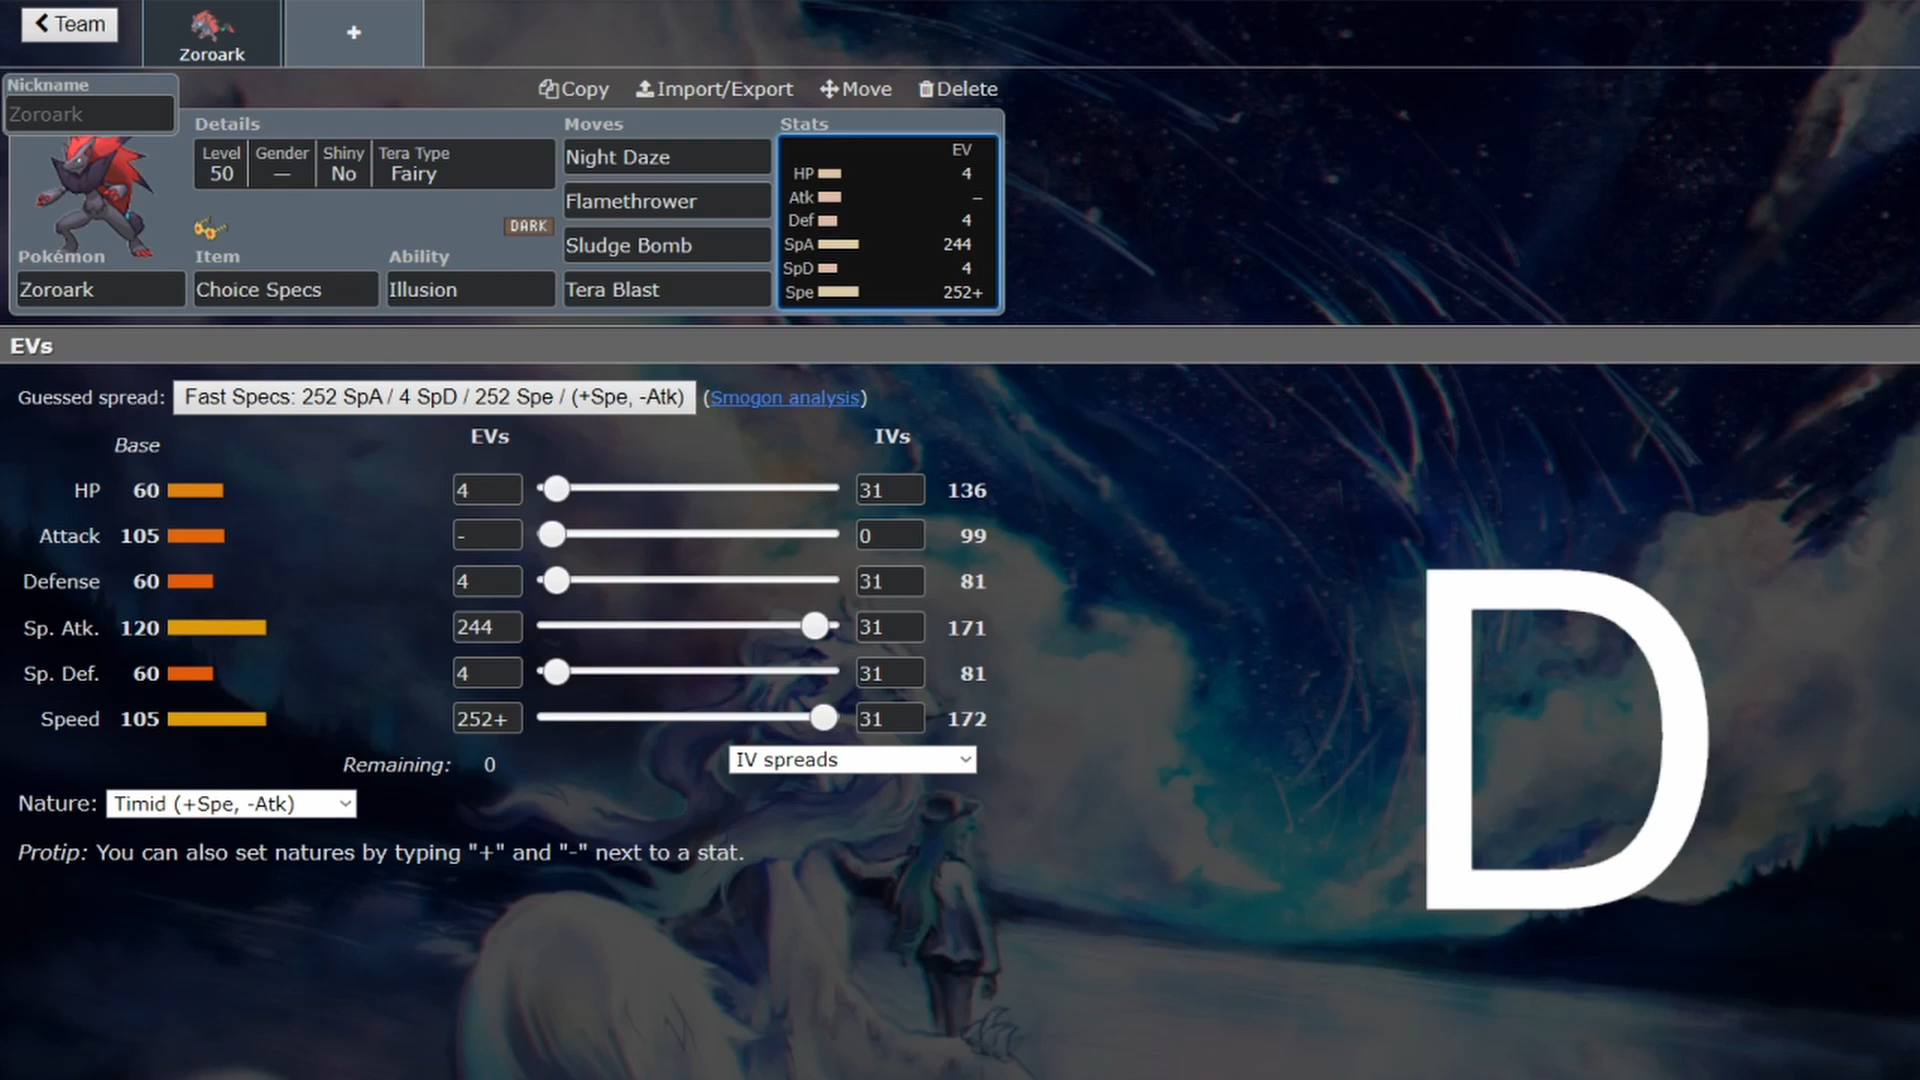 Team
Zoroark
+
Nickname
Zoroark
Copy Import/Export Move Delete
Details Moves Stats
Level Gender Shiny Tera Type
50 — No Fairy
DARK
Pokémon Item Ability
Zoroark Choice Specs Illusion
Night Daze
Flamethrower
Sludge Bomb
Tera Blast
EV
HP 4
Atk –
Def 4
SpA 244
SpD 4
Spe 252+
EVs
Guessed spread: Fast Specs: 252 SpA / 4 SpD / 252 Spe / (+Spe, -Atk) (Smogon analysis)
Base EVs IVs
HP 60 4 31 136
Attack 105 - 0 99
Defense 60 4 31 81
Sp. Atk. 120 244 31 171
Sp. Def. 60 4 31 81
Speed 105 252+ 31 172
Remaining: 0 IV spreads
Nature: Timid (+Spe, -Atk)
Protip: You can also set natures by typing "+" and "-" next to a stat.
D